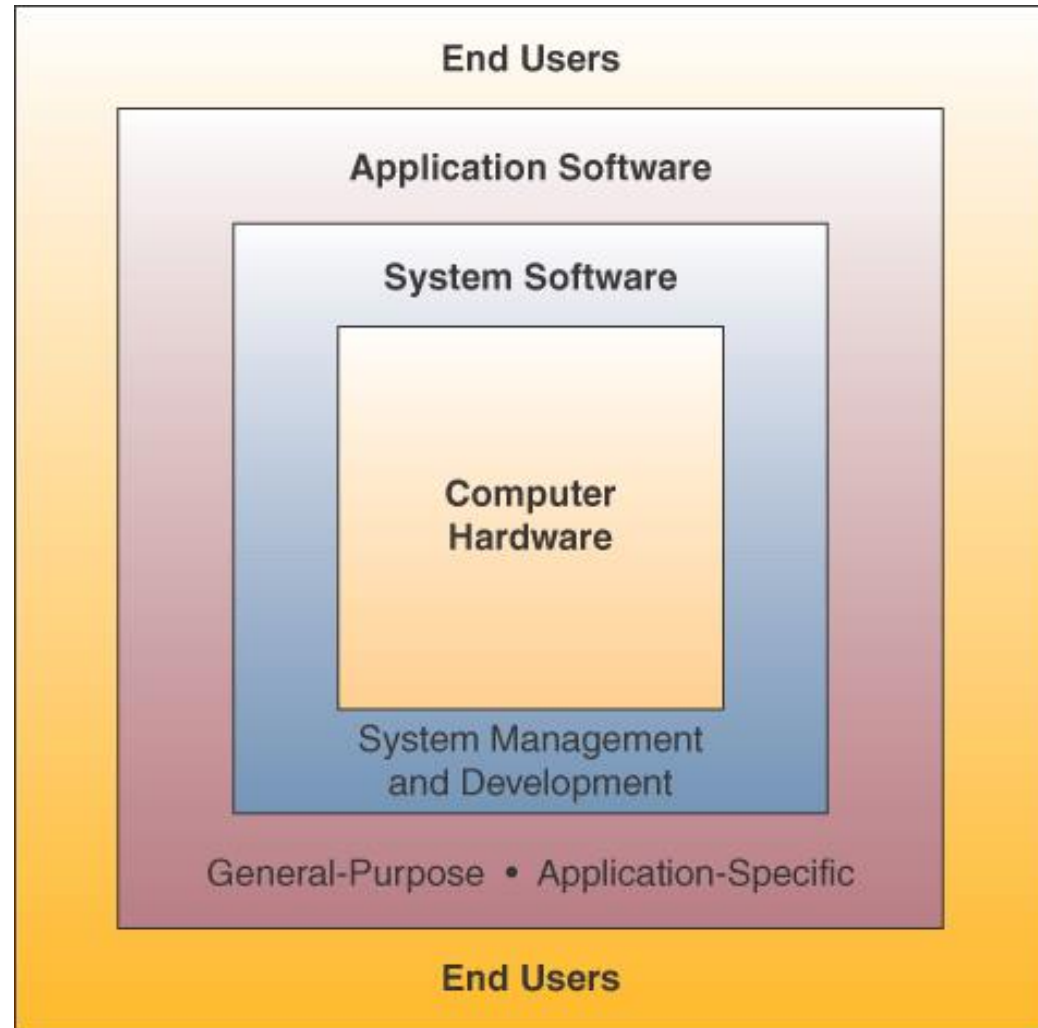 End Users
Application Software
System Software
Computer
Hardware
System Management
and Development
General-Purpose • Application-Specific
End Users